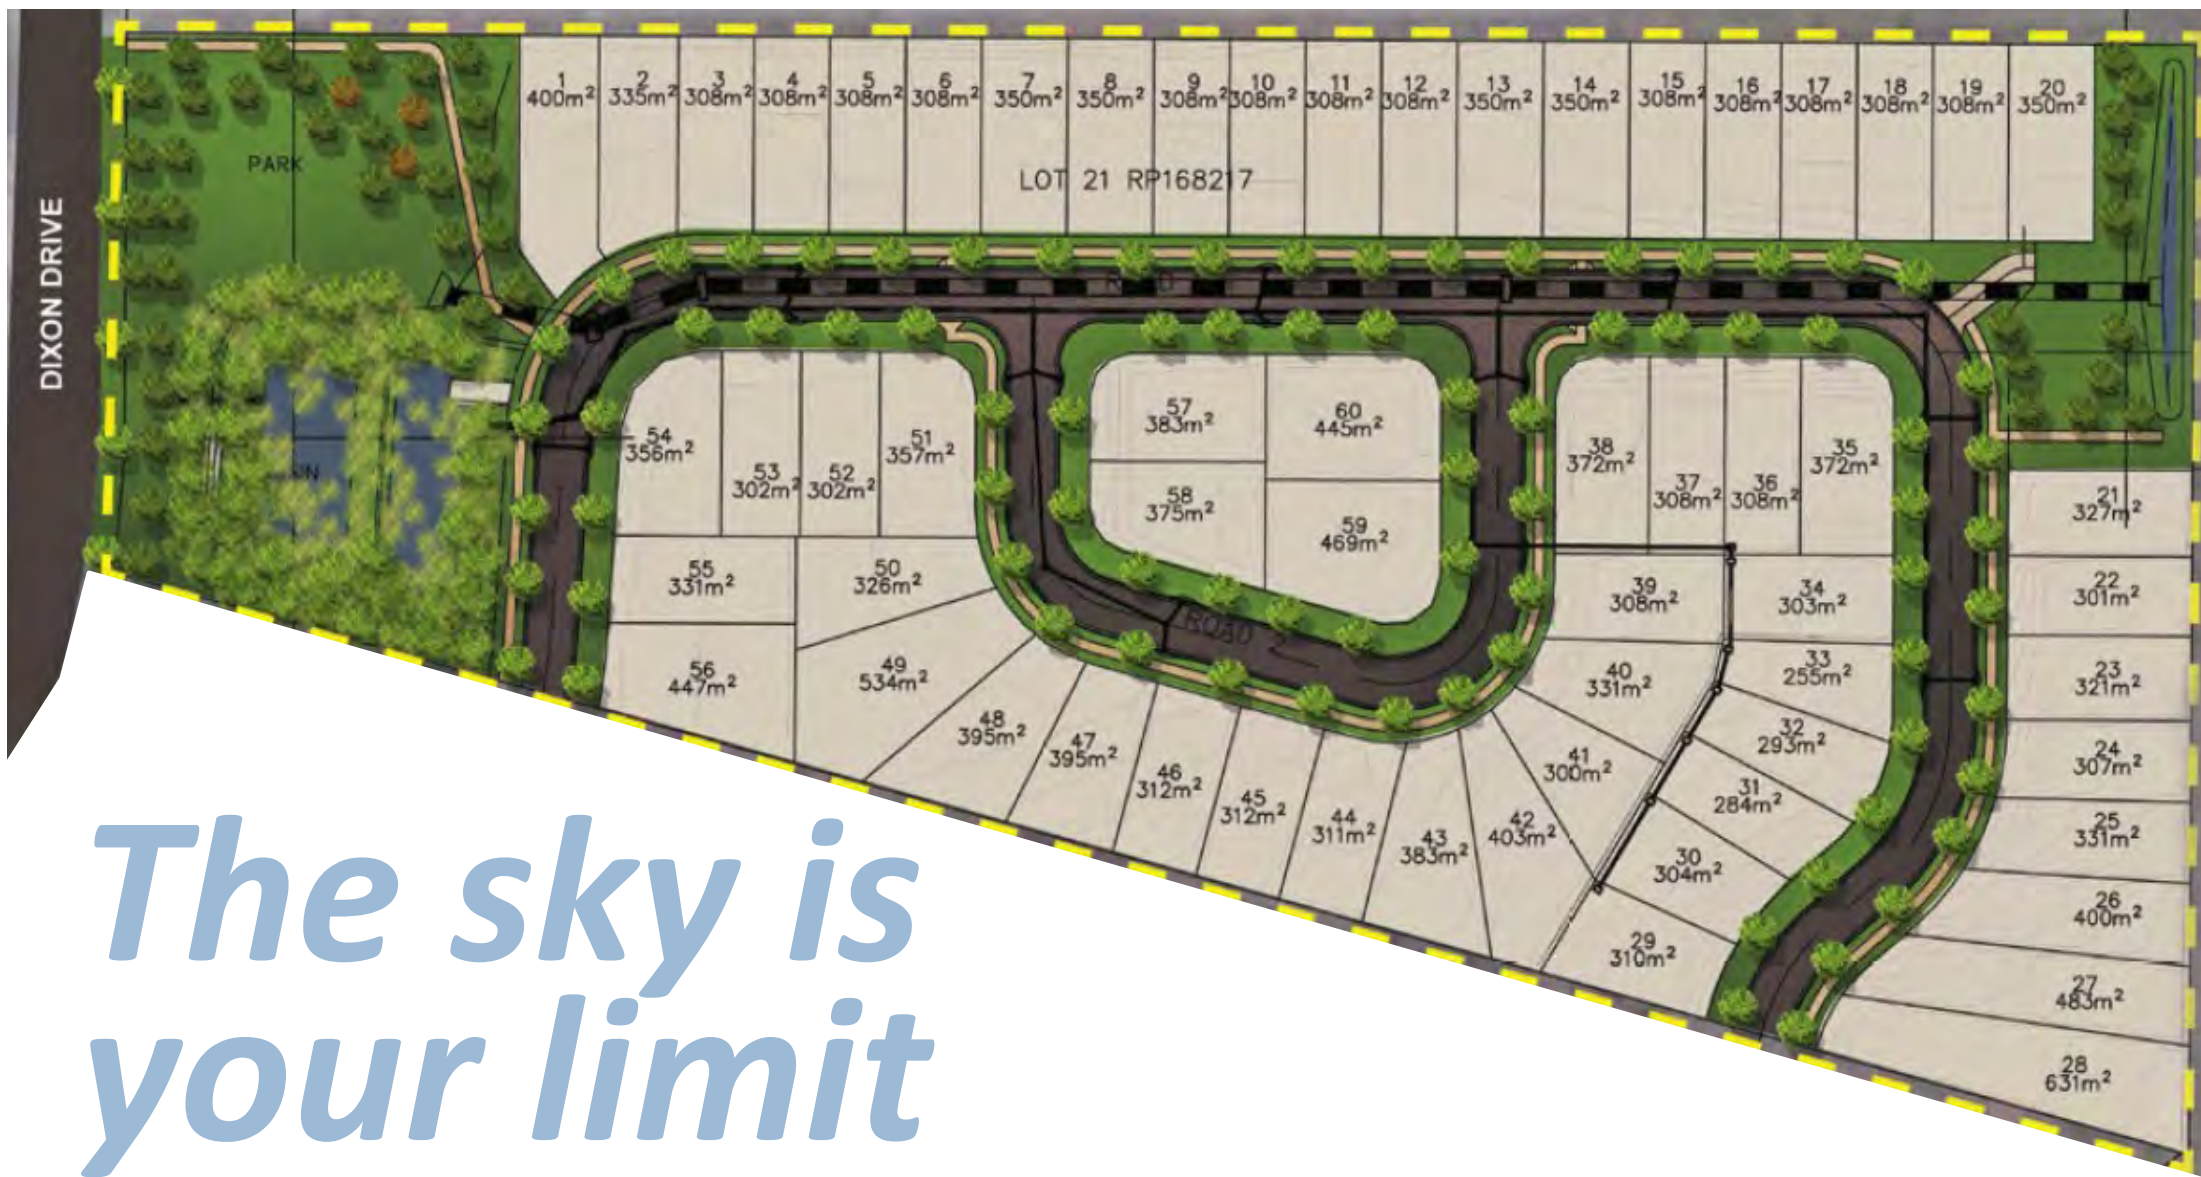 1
400m²
2
335m²
3
308m²
4
308m²
5
308m²
6
308m²
7
350m²
8
350m²
9
308m²
10
308m²
11
308m²
12
308m²
13
350m²
14
350m²
15
308m²
16
308m²
17
308m²
18
308m²
19
308m²
20
350m²
PARK
LOT 21 RP168217
DIXON DRIVE
54
356m²
53
302m²
52
302m²
51
357m²
57
383m²
60
445m²
58
375m²
59
469m²
38
372m²
37
308m²
36
308m²
35
372m²
21
327m²
55
331m²
50
326m²
39
308m²
34
303m²
22
301m²
56
447m²
49
534m²
ROAD 2
40
331m²
33
255m²
23
321m²
48
395m²
47
395m²
46
312m²
45
312m²
44
311m²
43
383m²
42
403m²
41
300m²
32
293m²
31
284m²
30
304m²
29
310m²
24
307m²
25
331m²
26
400m²
27
483m²
28
631m²
The sky is
your limit